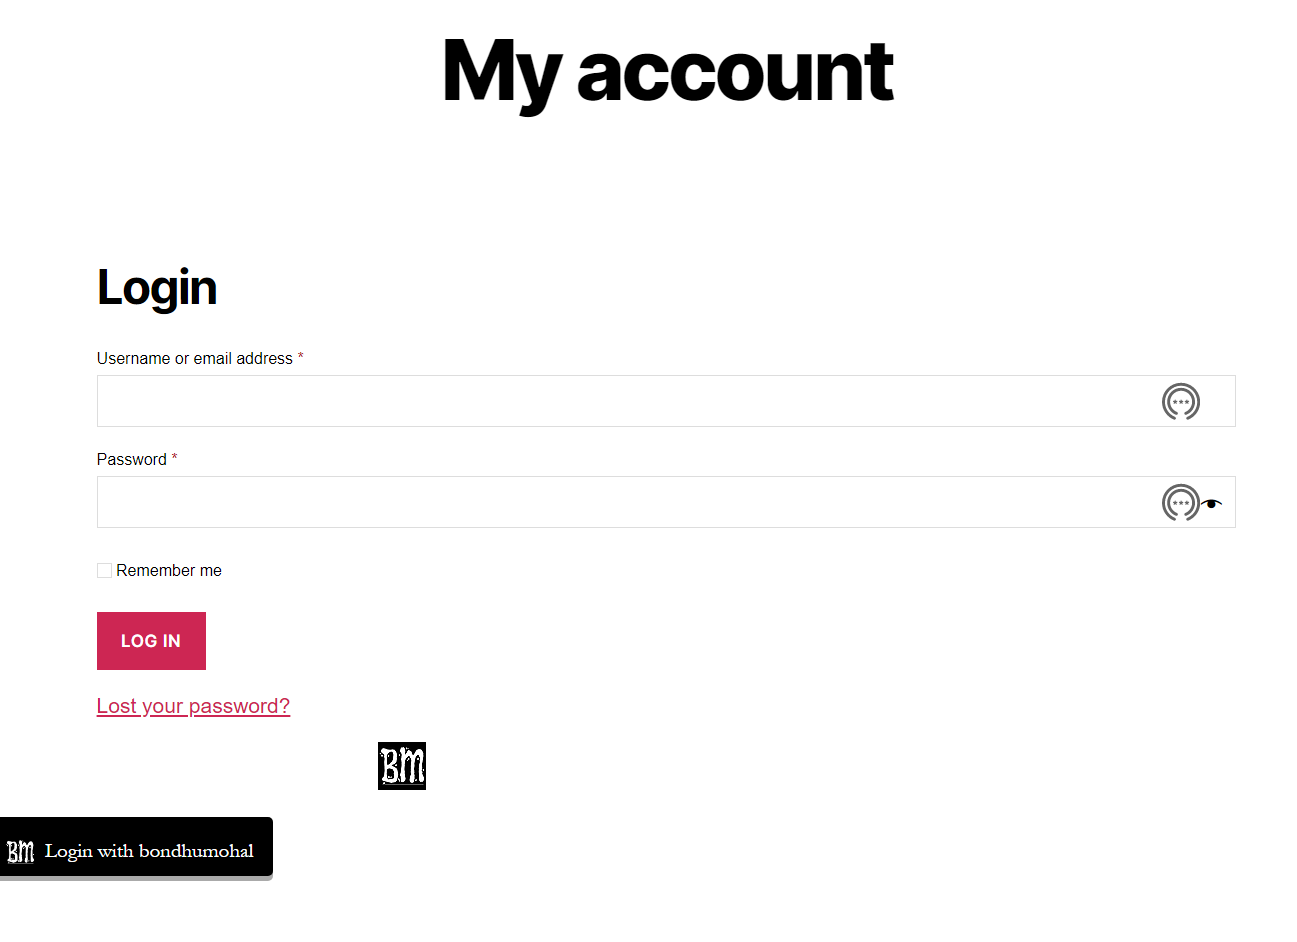 My account
Login
Username or email address *
Password *
Remember me
LOG IN
Lost your password?
BM
BM Login with bondhumohal